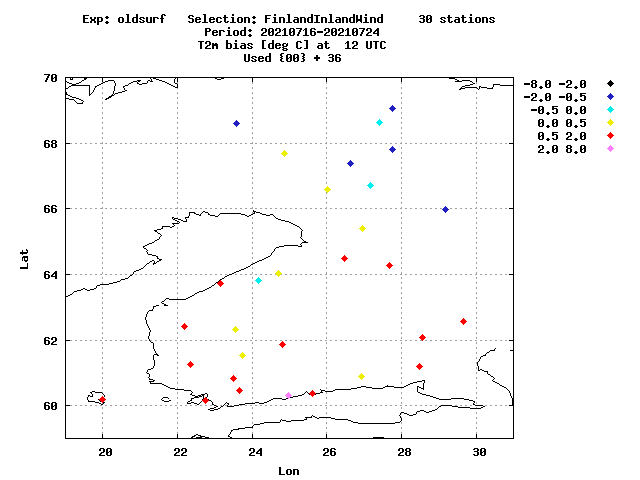 Exp: oldsurf Selection: FinlandInlandWind 30 stations
Period: 20210716-20210724
T2m bias [deg C] at 12 UTC
Used {00} + 36
-8.0 -2.0
-2.0 -0.5
-0.5 0.0
0.0 0.5
0.5 2.0
2.0 8.0
70
68
66
64
62
60
Lat
20 22 24 26 28 30
Lon